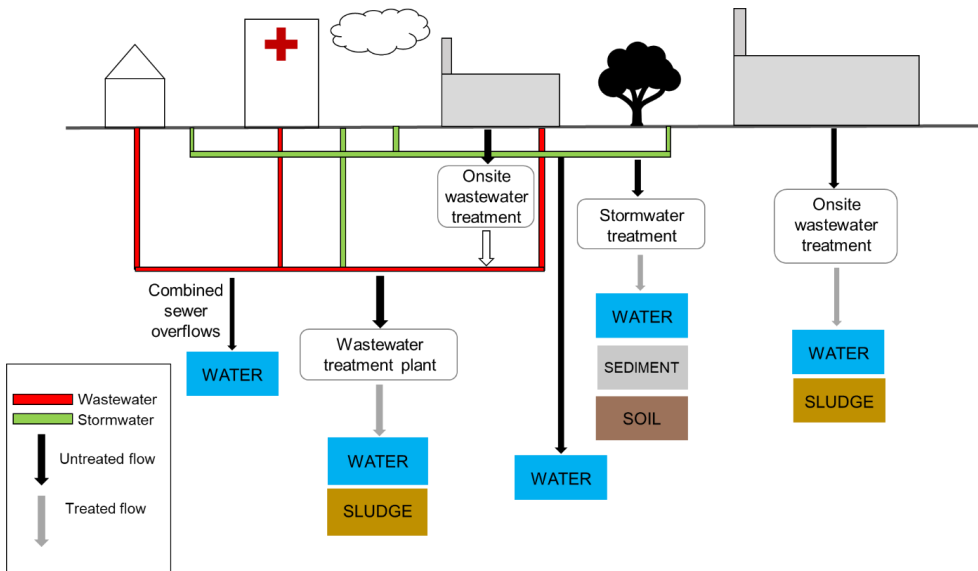 Onsite
wastewater
treatment
Stormwater
treatment
Onsite
wastewater
treatment
Combined
sewer
overflows
WATER
Wastewater
treatment plant
WATER
SLUDGE
WATER
WATER
SEDIMENT
SOIL
WATER
SLUDGE
Wastewater
Stormwater
Untreated flow
Treated flow